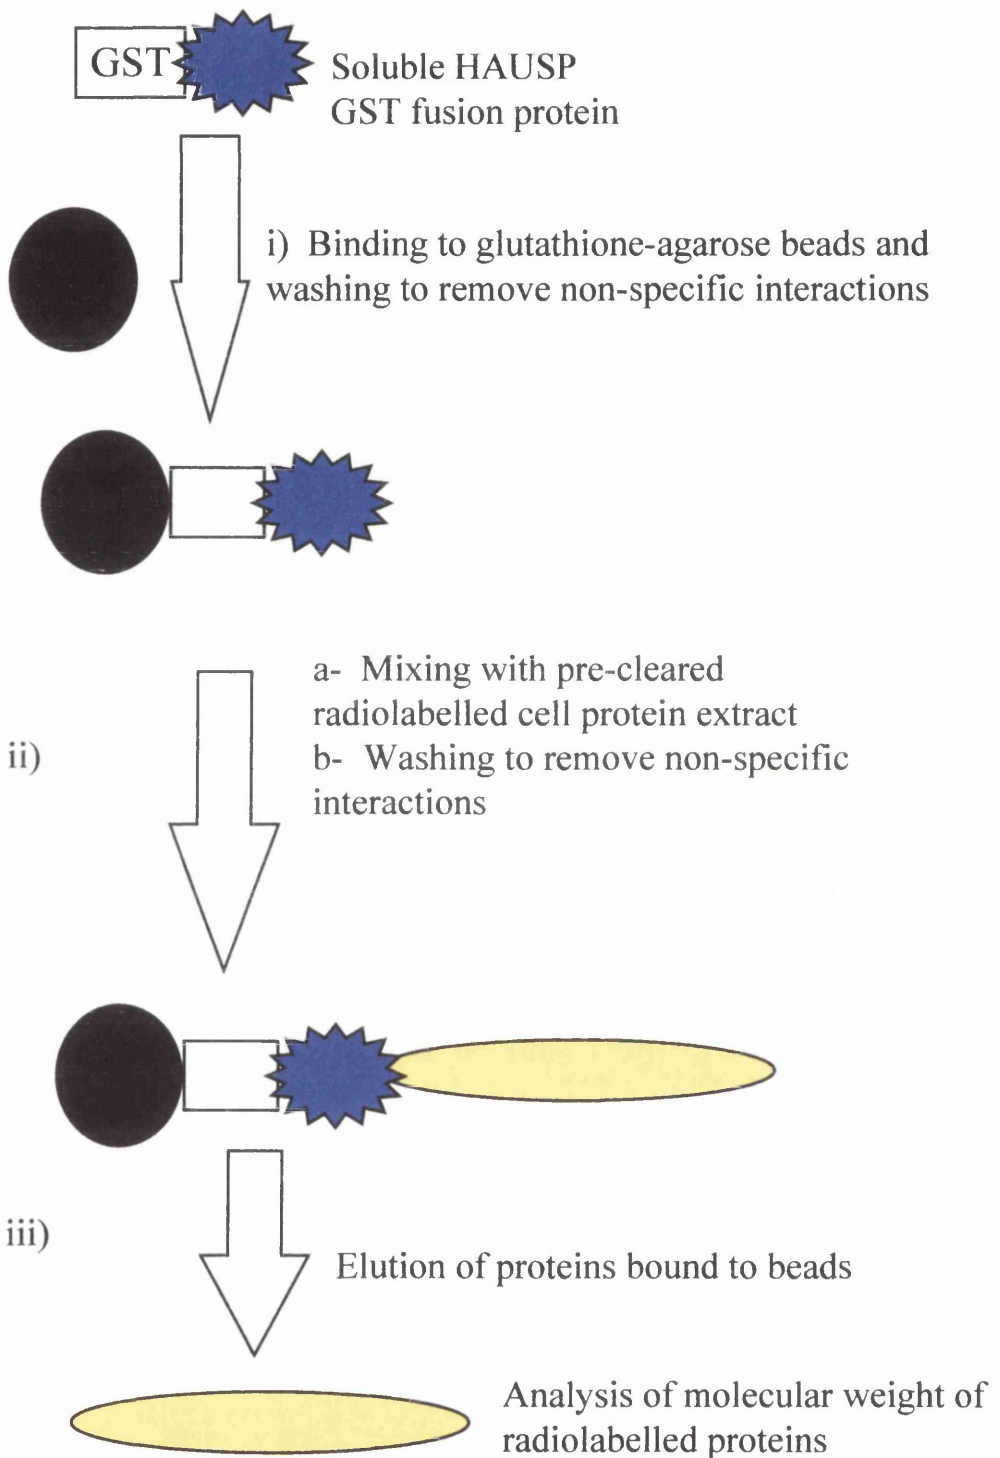 GST
Soluble HAUSP
GST fusion protein
i) Binding to glutathione-agarose beads and
washing to remove non-specific interactions
ii)
a- Mixing with pre-cleared
radiolabelled cell protein extract
b- Washing to remove non-specific
interactions
iii)
Elution of proteins bound to beads
Analysis of molecular weight of
radiolabelled proteins